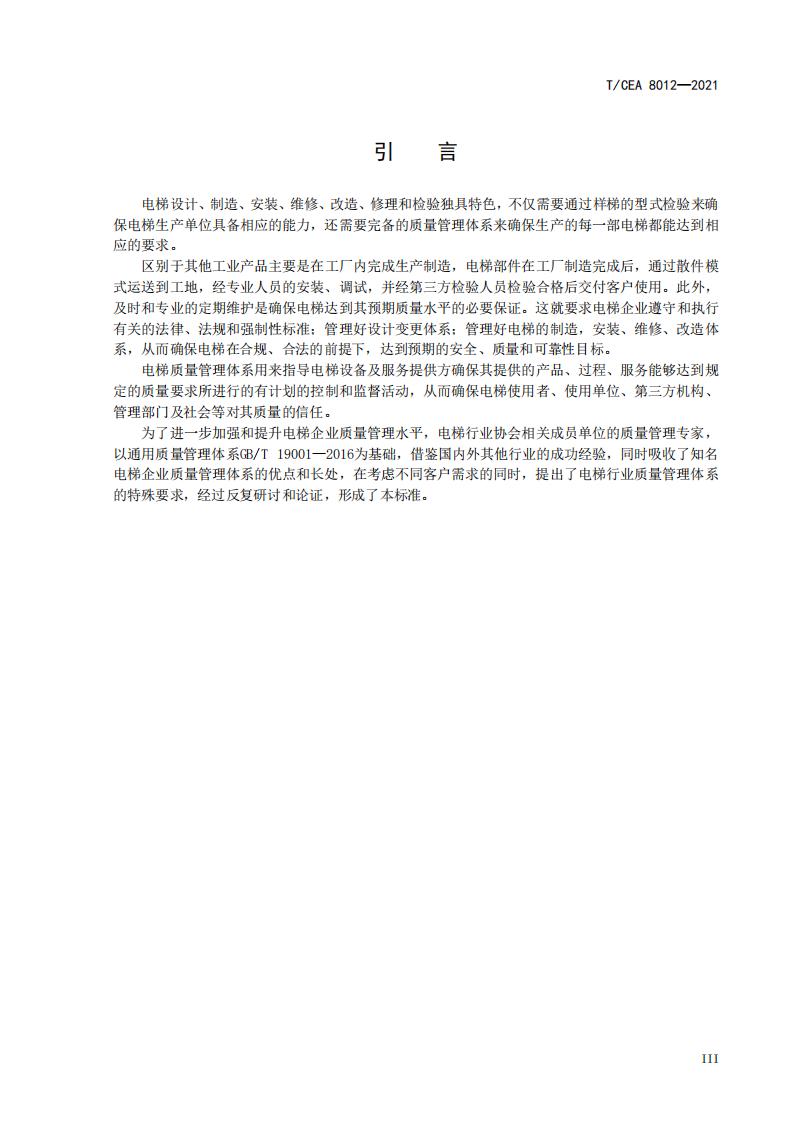 T/CEA 8012—2021
引 言
电梯设计、制造、安装、维修、改造、修理和检验独具特色，不仅需要通过样梯的型式检验来确
保电梯生产单位具备相应的能力，还需要完备的质量管理体系来确保生产的每一部电梯都能达到相
应的要求。
区别于其他工业产品主要是在工厂内完成生产制造，电梯部件在工厂制造完成后，通过散件模
式运送到工地，经专业人员的安装、调试，并经第三方检验人员检验合格后交付客户使用。此外，
及时和专业的定期维护是确保电梯达到其预期质量水平的必要保证。这就要求电梯企业遵守和执行
有关的法律、法规和强制性标准；管理好设计变更体系；管理好电梯的制造，安装、维修、改造体
系，从而确保电梯在合规、合法的前提下，达到预期的安全、质量和可靠性目标。
电梯质量管理体系用来指导电梯设备及服务提供方确保其提供的产品、过程、服务能够达到规
定的质量要求所进行的有计划的控制和监督活动，从而确保电梯使用者、使用单位、第三方机构、
管理部门及社会等对其质量的信任。
为了进一步加强和提升电梯企业质量管理水平，电梯行业协会相关成员单位的质量管理专家，
以通用质量管理体系GB/T 19001—2016为基础，借鉴国内外其他行业的成功经验，同时吸收了知名
电梯企业质量管理体系的优点和长处，在考虑不同客户需求的同时，提出了电梯行业质量管理体系
的特殊要求，经过反复研讨和论证，形成了本标准。
III